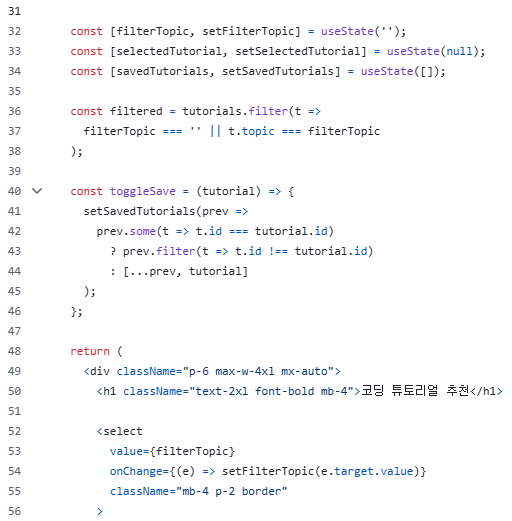 31
32 const [filterTopic, setFilterTopic] = useState('');
33 const [selectedTutorial, setSelectedTutorial] = useState(null);
34 const [savedTutorials, setSavedTutorials] = useState([]);
35
36 const filtered = tutorials.filter(t =>
37 filterTopic === '' || t.topic === filterTopic
38 );
39
40 const toggleSave = (tutorial) => {
41 setSavedTutorials(prev =>
42 prev.some(t => t.id === tutorial.id)
43 ? prev.filter(t => t.id !== tutorial.id)
44 : [...prev, tutorial]
45 );
46 };
47
48 return (
49 <div className="p-6 max-w-4xl mx-auto">
50 <h1 className="text-2xl font-bold mb-4">코딩 튜토리얼 추천</h1>
51
52 <select
53 value={filterTopic}
54 onChange={(e) => setFilterTopic(e.target.value)}
55 className="mb-4 p-2 border"
56 >